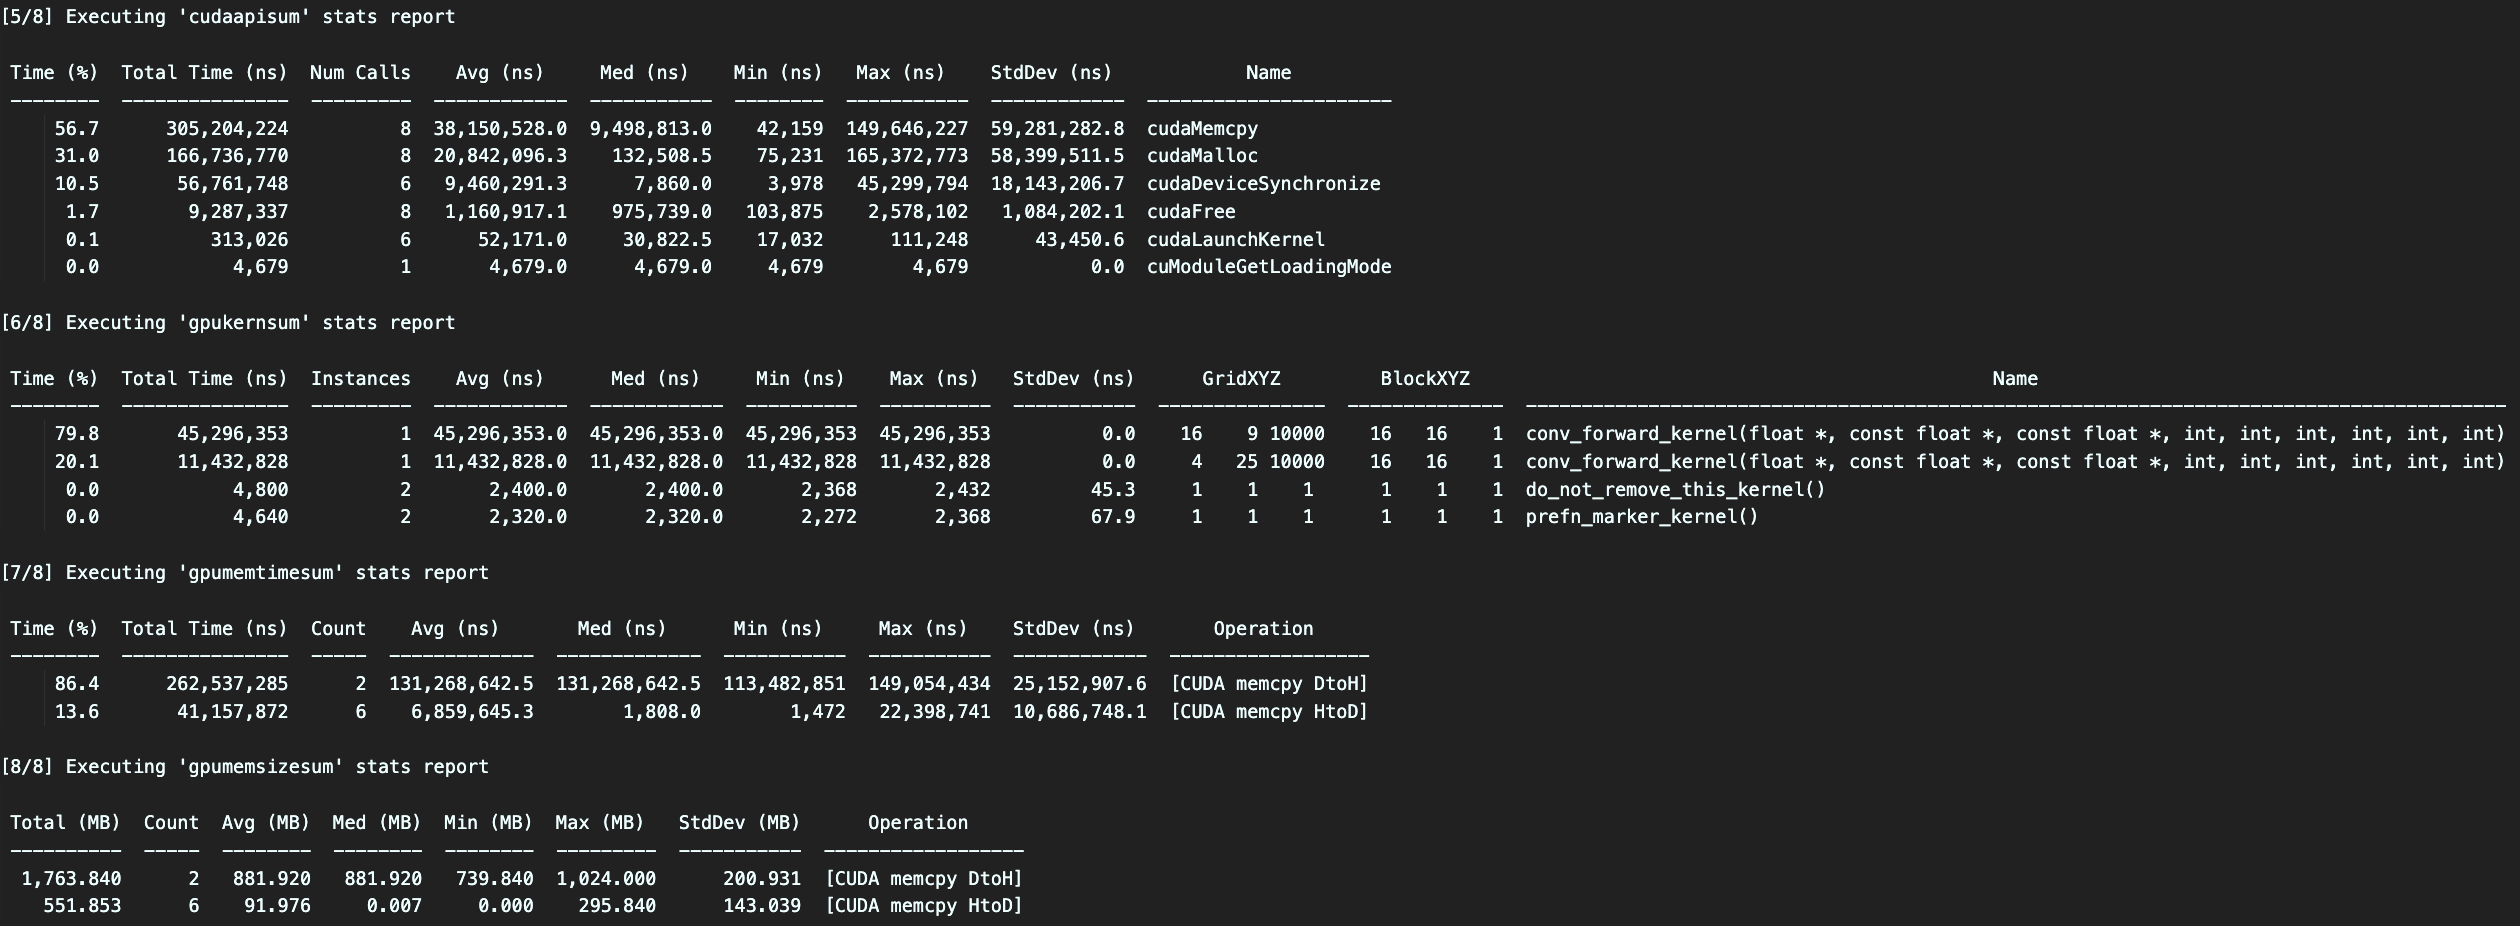 [5/8] Executing 'cudaapisum' stats report
Time (%)  Total Time (ns)  Num Calls    Avg (ns)     Med (ns)    Min (ns)   Max (ns)    StdDev (ns)            Name
--------  ---------------  ---------  ------------  -----------  --------  -----------  ------------  ----------------------
56.7      305,204,224          8  38,150,528.0  9,498,813.0    42,159  149,646,227  59,281,282.8  cudaMemcpy
31.0      166,736,770          8  20,842,096.3    132,508.5    75,231  165,372,773  58,399,511.5  cudaMalloc
10.5       56,761,748          6   9,460,291.3      7,860.0     3,978   45,299,794  18,143,206.7  cudaDeviceSynchronize
1.7        9,287,337          8   1,160,917.1    975,739.0   103,875    2,578,102   1,084,202.1  cudaFree
0.1          313,026          6      52,171.0     30,822.5    17,032      111,248      43,450.6  cudaLaunchKernel
0.0            4,679          1       4,679.0      4,679.0     4,679        4,679           0.0  cuModuleGetLoadingMode
[6/8] Executing 'gpukernsum' stats report
Time (%)  Total Time (ns)  Instances    Avg (ns)      Med (ns)     Min (ns)    Max (ns)   StdDev (ns)      GridXYZ         BlockXYZ      Name
--------  ---------------  ---------  ------------  ------------  ----------  ----------  -----------  ---------------  --------------  ----------------------------------------------------------------------------------------
79.8       45,296,353          1  45,296,353.0  45,296,353.0  45,296,353  45,296,353          0.0    16    9 10000    16   16    1  conv_forward_kernel(float *, const float *, const float *, int, int, int, int, int, int)
20.1       11,432,828          1  11,432,828.0  11,432,828.0  11,432,828  11,432,828          0.0     4   25 10000    16   16    1  conv_forward_kernel(float *, const float *, const float *, int, int, int, int, int, int)
0.0            4,800          2       2,400.0       2,400.0       2,368       2,432         45.3     1    1    1     1    1    1  do_not_remove_this_kernel()
0.0            4,640          2       2,320.0       2,320.0       2,272       2,368         67.9     1    1    1     1    1    1  prefn_marker_kernel()
[7/8] Executing 'gpumemtimesum' stats report
Time (%)  Total Time (ns)  Count    Avg (ns)       Med (ns)      Min (ns)     Max (ns)    StdDev (ns)       Operation
--------  ---------------  -----  -------------  -------------  -----------  -----------  ------------  ------------------
86.4      262,537,285      2  131,268,642.5  131,268,642.5  113,482,851  149,054,434  25,152,907.6  [CUDA memcpy DtoH]
13.6       41,157,872      6    6,859,645.3        1,808.0        1,472   22,398,741  10,686,748.1  [CUDA memcpy HtoD]
[8/8] Executing 'gpumemsizesum' stats report
Total (MB)  Count  Avg (MB)  Med (MB)  Min (MB)  Max (MB)   StdDev (MB)      Operation
----------  -----  --------  --------  --------  ---------  -----------  ------------------
1,763.840      2   881.920   881.920   739.840  1,024.000      200.931  [CUDA memcpy DtoH]
551.853      6    91.976     0.007     0.000    295.840      143.039  [CUDA memcpy HtoD]